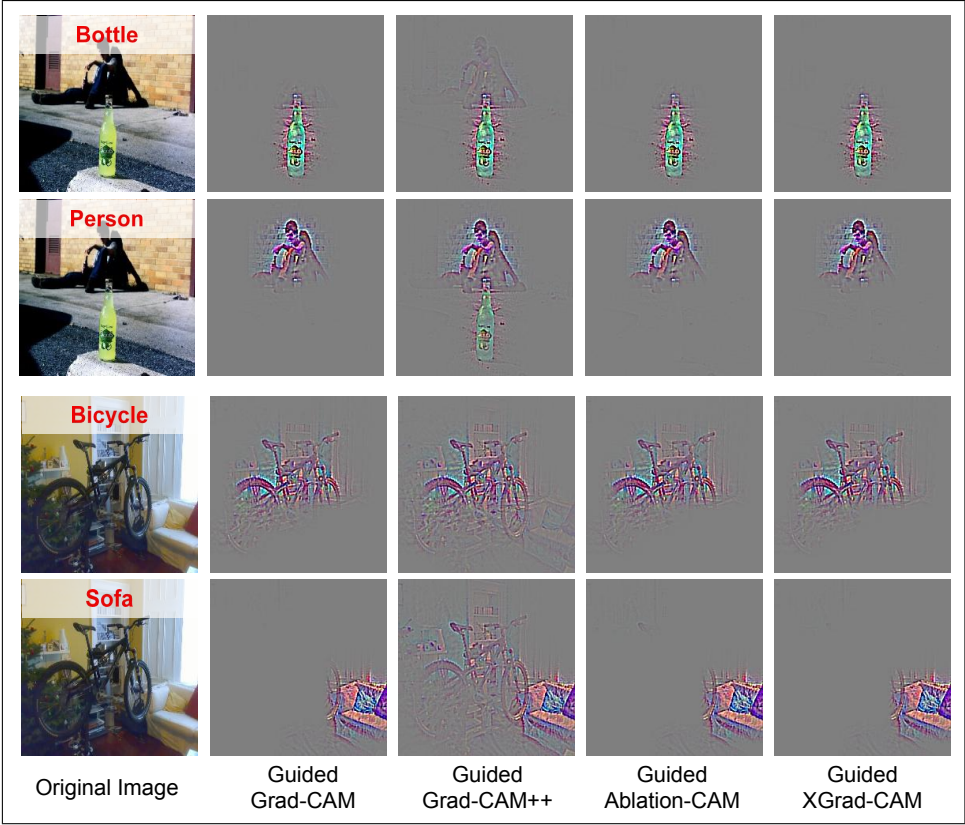 Bottle
Person
Bicycle
Sofa
Original Image
Guided
Grad-CAM
Guided
Grad-CAM++
Guided
Ablation-CAM
Guided
XGrad-CAM